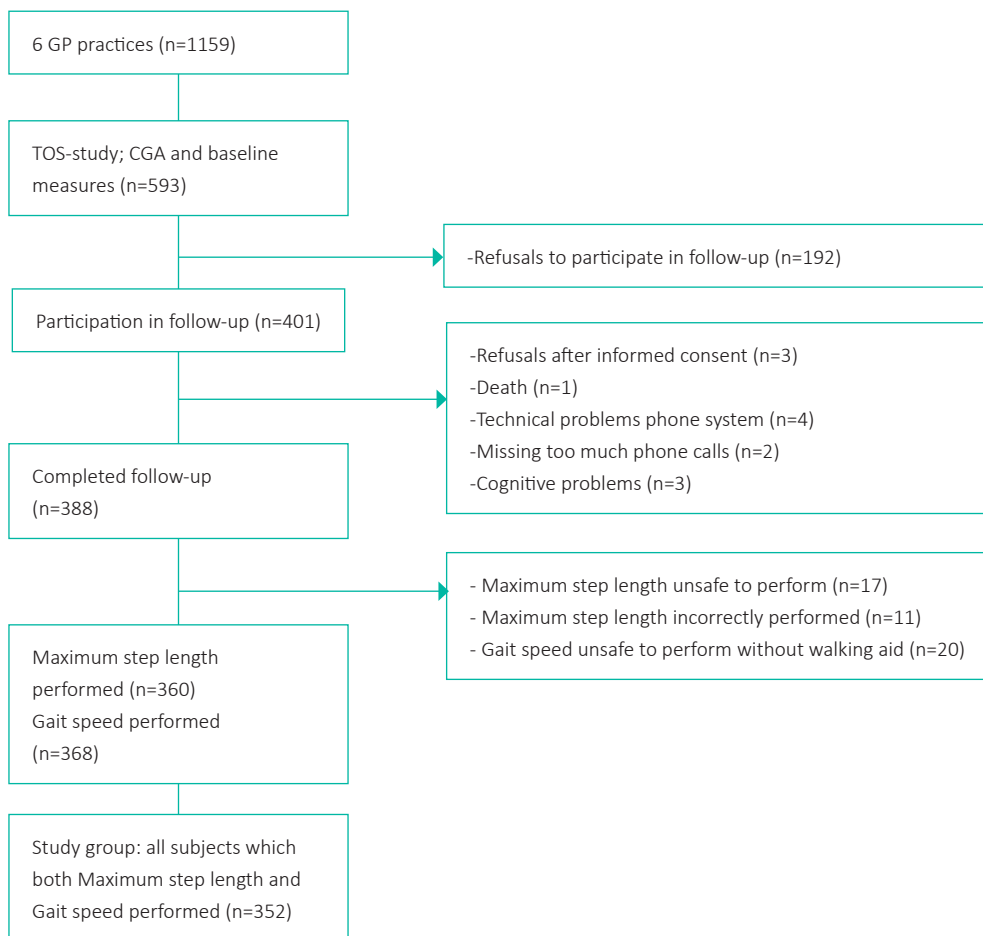 6 GP practices (n=1159)
TOS-study; CGA and baseline
measures (n=593)
-Refusals to participate in follow-up (n=192)
Participation in follow-up (n=401)
-Refusals after informed consent (n=3)
-Death (n=1)
-Technical problems phone system (n=4)
-Missing too much phone calls (n=2)
-Cognitive problems (n=3)
Completed follow-up
(n=388)
- Maximum step length unsafe to perform (n=17)
- Maximum step length incorrectly performed (n=11)
- Gait speed unsafe to perform without walking aid (n=20)
Maximum step length
performed (n=360)
Gait speed performed
(n=368)
Study group: all subjects which
both Maximum step length and
Gait speed performed (n=352)